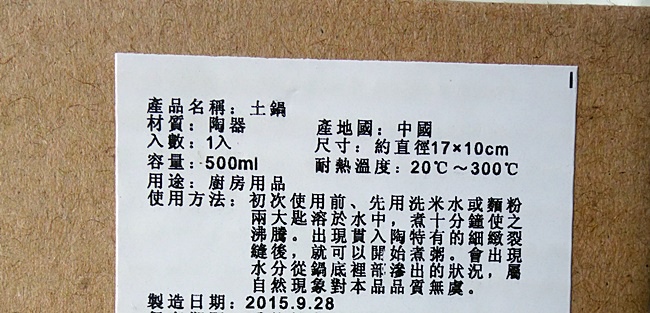 產品名稱：土鍋
材質：陶器 產地國：中國
入數：1入 尺寸：約直徑17×10cm
容量：500ml 耐熱溫度：20℃～300℃
用途：廚房用品
使用方法：初次使用前、先用洗米水或麵粉
兩大匙溶於水中，煮十分鐘使之
沸騰。出現貫入陶特有的細緻裂
縫後，就可以開始煮粥。會出現
水分從鍋底裡部滲出的狀況，屬
自然現象對本品品質無虞。
製造日期：2015.9.28